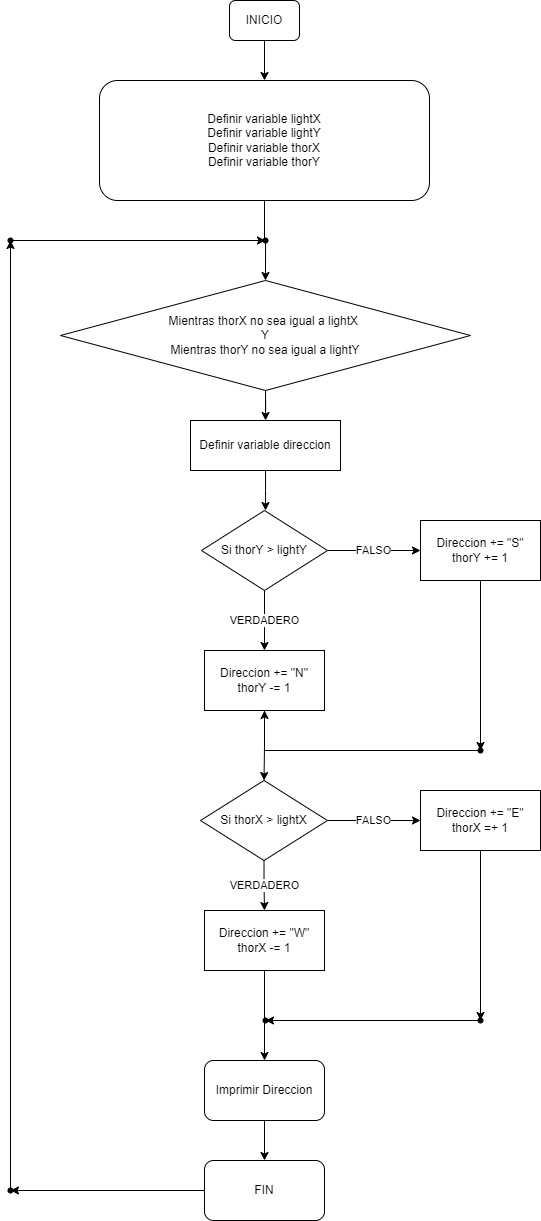 INICIO
Definir variable lightX
Definir variable lightY
Definir variable thorX
Definir variable thorY
Mientras thorX no sea igual a lightX
Y
Mientras thorY no sea igual a lightY
Definir variable direccion
Si thorY > lightY
FALSO
Direccion += "S"
thorY += 1
VERDADERO
Direccion += "N"
thorY -= 1
Si thorX > lightX
FALSO
Direccion += "E"
thorX =+ 1
VERDADERO
Direccion += "W"
thorX -= 1
Imprimir Direccion
FIN